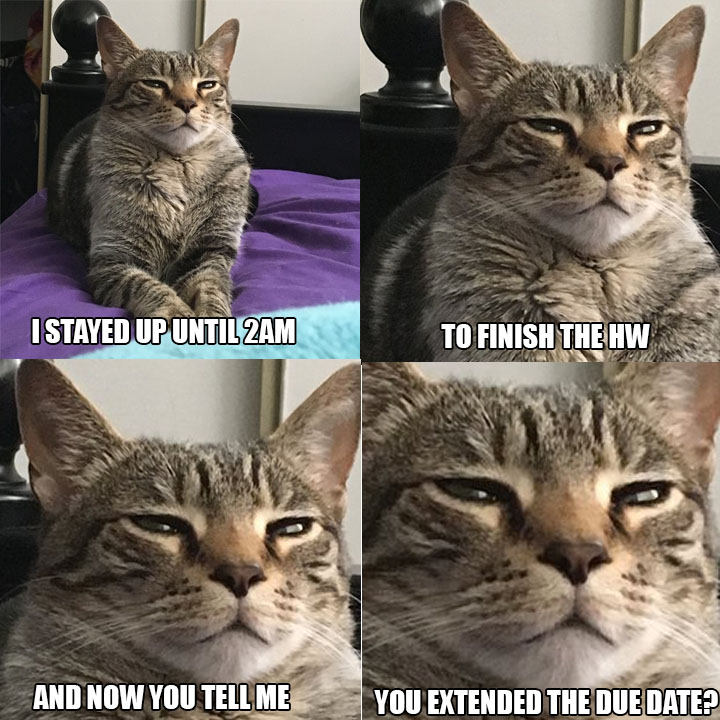 I STAYED UP UNTIL 2AM
TO FINISH THE HW
AND NOW YOU TELL ME
YOU EXTENDED THE DUE DATE?